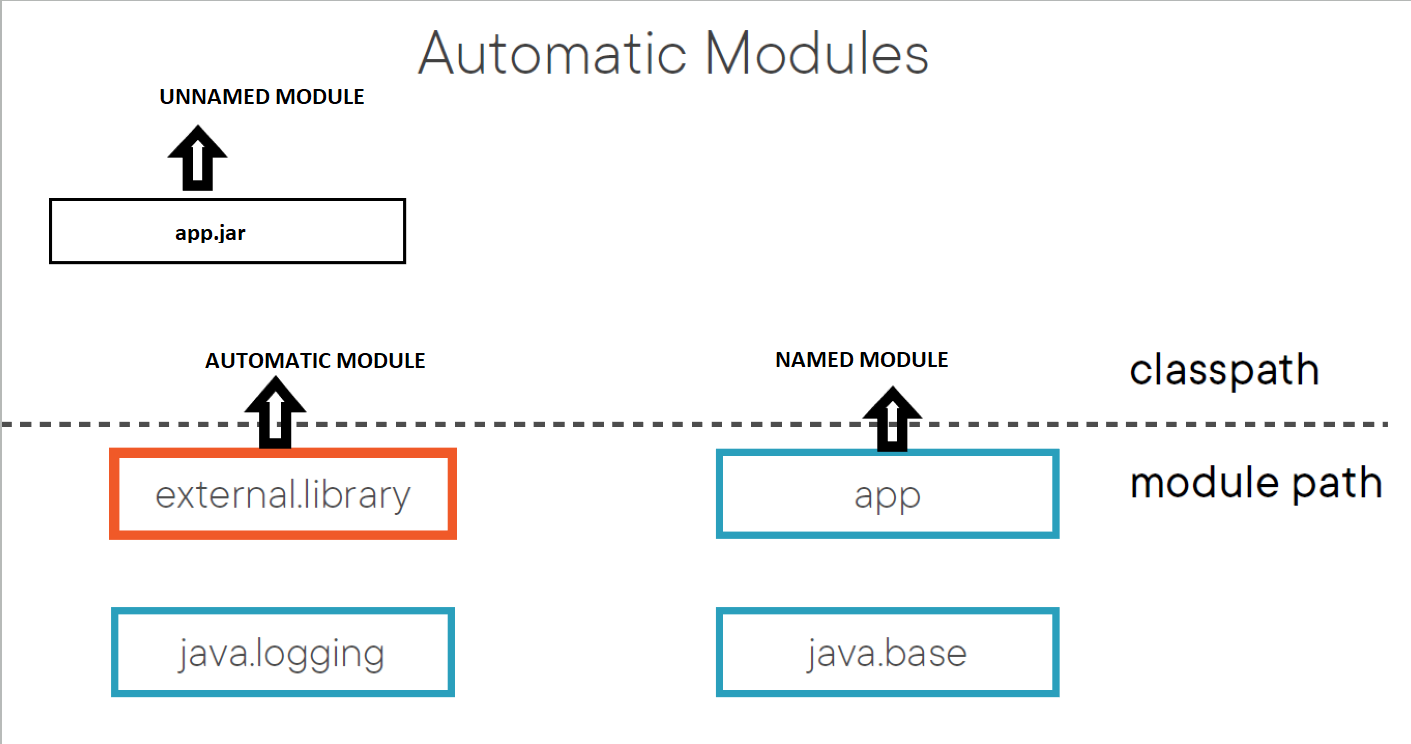 Automatic Modules
UNNAMED MODULE
app.jar
AUTOMATIC MODULE
NAMED MODULE
classpath
external.library
app
module path
java.logging
java.base